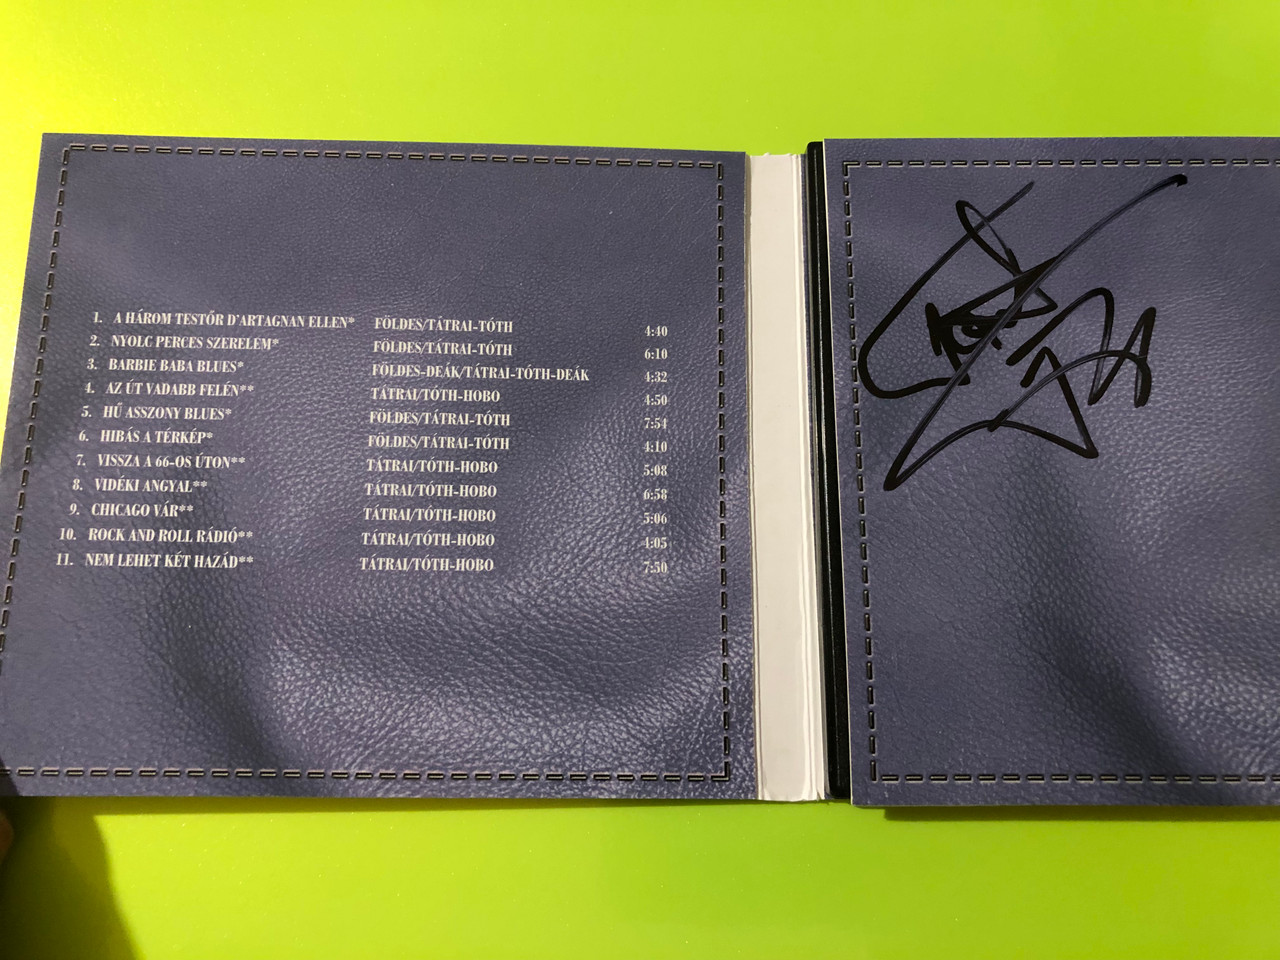 1. A HÁROM TESTŐR D'ARTAGNAN ELLEN* FÖLDES/TÁTRAI-TÓTH 4:40
2. NYOLC PERCES SZERELEM* FÖLDES/TÁTRAI-TÓTH 6:10
3. BARBIE BABA BLUES* FÖLDES-DEÁK/TÁTRAI-TÓTH-DEÁK 4:32
4. AZ ÚT VADABB FELÉN** TÁTRAI/TÓTH-HOBO 4:50
5. HŰ ASSZONY BLUES* FÖLDES/TÁTRAI-TÓTH 7:54
6. HIBÁS A TÉRKÉP* FÖLDES/TÁTRAI-TÓTH 4:10
7. VISSZA A 66-OS ÚTON** TÁTRAI/TÓTH-HOBO 5:08
8. VIDÉKI ANGYAL** TÁTRAI/TÓTH-HOBO 6:58
9. CHICAGO VÁR** TÁTRAI/TÓTH-HOBO 5:06
10. ROCK AND ROLL RÁDIÓ** TÁTRAI/TÓTH-HOBO 4:05
11. NEM LEHET KÉT HAZÁD** TÁTRAI/TÓTH-HOBO 7:50